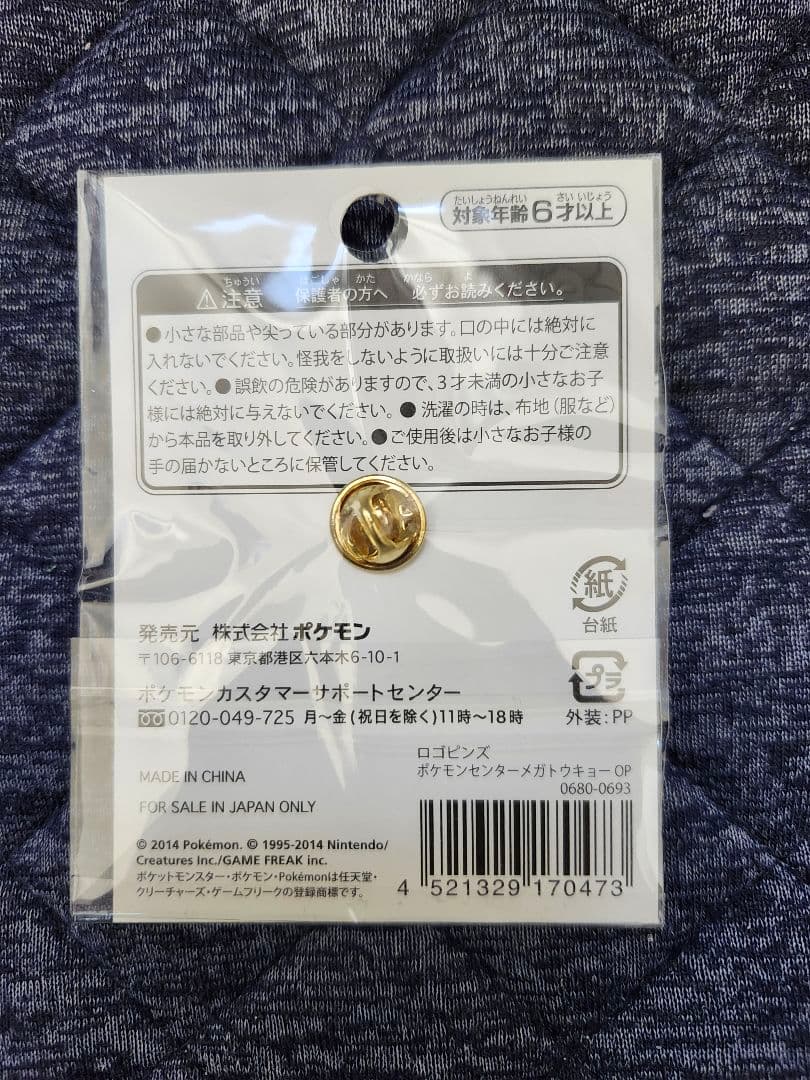 たいしょうねんれい さい いじょう
対象年齢6才以上
ちゅうい ほごしゃ かた かなら よ
⚠注意 保護者の方へ 必ずお読みください。
●小さな部品や尖っている部分があります。口の中には絶対に
入れないでください。怪我をしないように取扱いには十分ご注意
ください。●誤飲の危険がありますので、3才未満の小さなお子
様には絶対に与えないでください。●洗濯の時は、布地(服など)
から本品を取り外してください。●ご使用後は小さなお子様の
手の届かないところに保管してください。
紙
台紙
プラ
外装:PP
発売元 株式会社ポケモン
〒106-6118 東京都港区六本木6-10-1
ポケモンカスタマーサポートセンター
0120-049-725 月〜金(祝日を除く)11時〜18時
ロゴピンズ
ポケモンセンターメガトウキョーOP
0680-0693
MADE IN CHINA
FOR SALE IN JAPAN ONLY
© 2014 Pokémon. © 1995-2014 Nintendo/
Creatures Inc./GAME FREAK inc.
ポケットモンスター・ポケモン・Pokémonは任天堂・
クリーチャーズ・ゲームフリークの登録商標です。
4 521329 170473